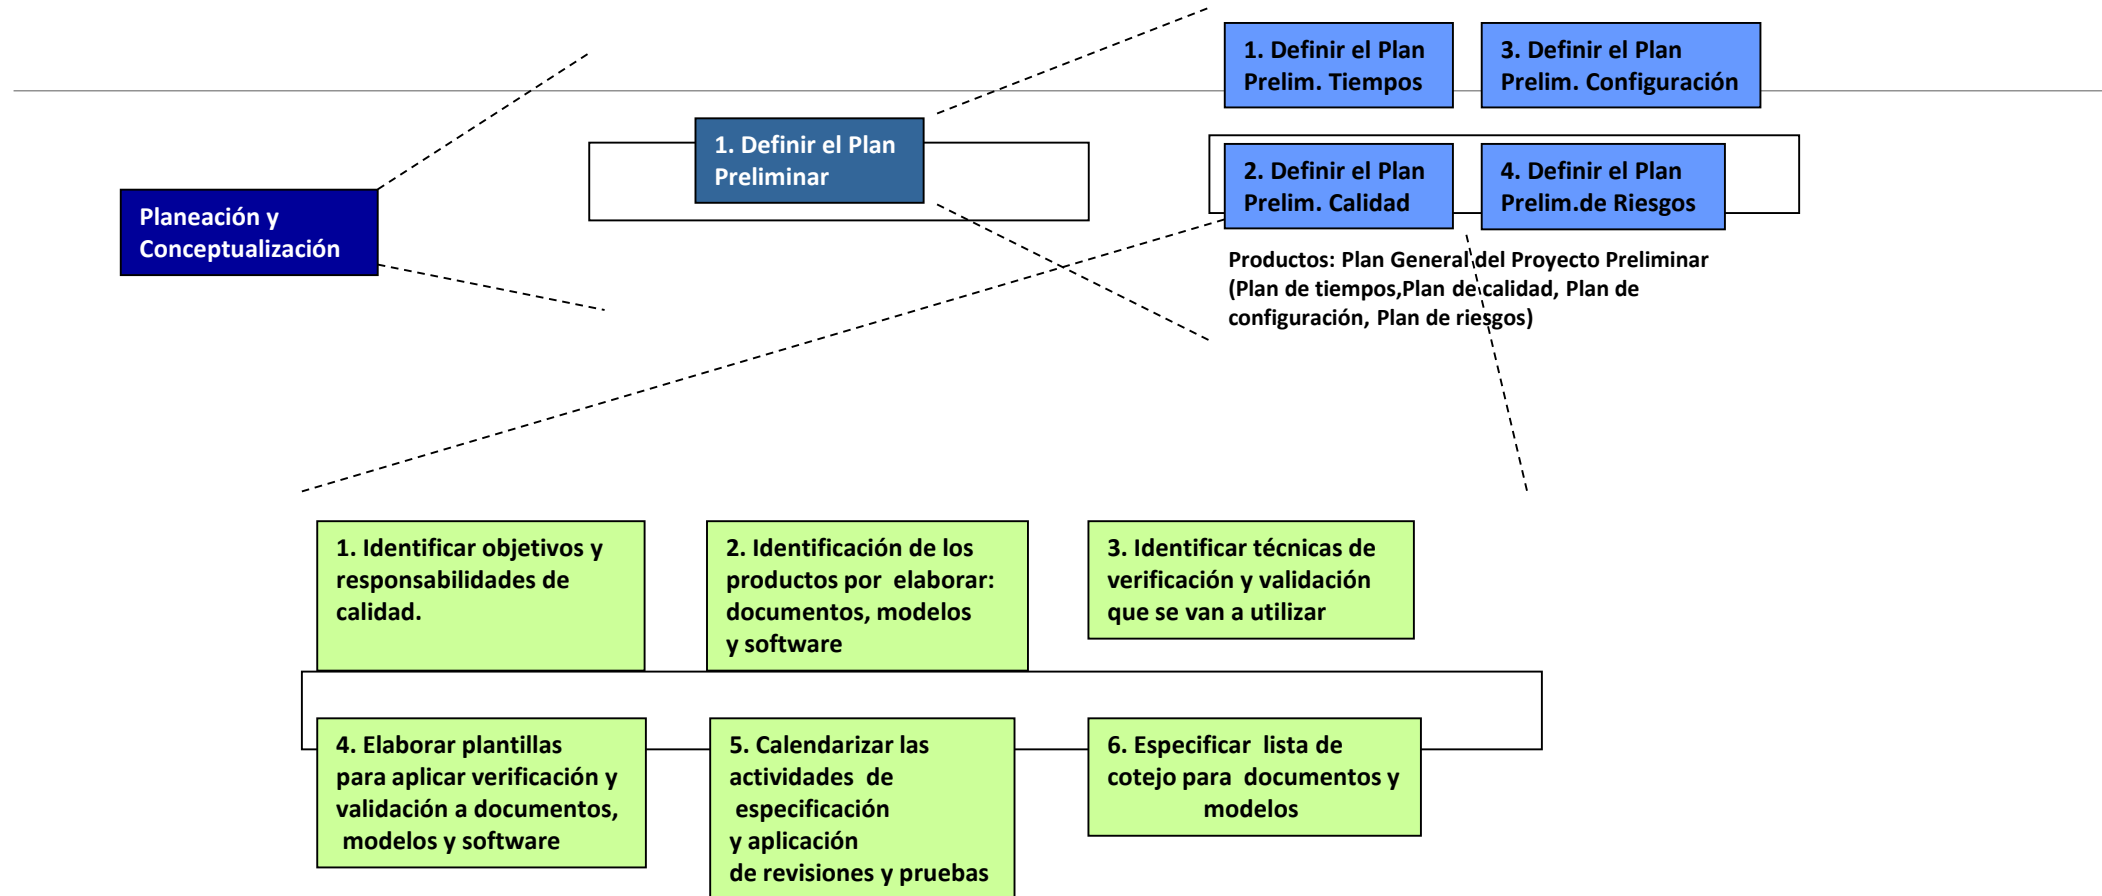 Planeación y
Conceptualización
1. Definir el Plan
Preliminar
1. Definir el Plan
Prelim. Tiempos
3. Definir el Plan
Prelim. Configuración
2. Definir el Plan
Prelim. Calidad
4. Definir el Plan
Prelim.de Riesgos
Productos: Plan General del Proyecto Preliminar
(Plan de tiempos,Plan de calidad, Plan de
configuración, Plan de riesgos)
1. Identificar objetivos y
responsabilidades de
calidad.
2. Identificación de los
productos por elaborar:
documentos, modelos
y software
3. Identificar técnicas de
verificación y validación
que se van a utilizar
4. Elaborar plantillas
para aplicar verificación y
validación a documentos,
modelos y software
5. Calendarizar las
actividades de
especificación
y aplicación
de revisiones y pruebas
6. Especificar lista de
cotejo para documentos y
modelos